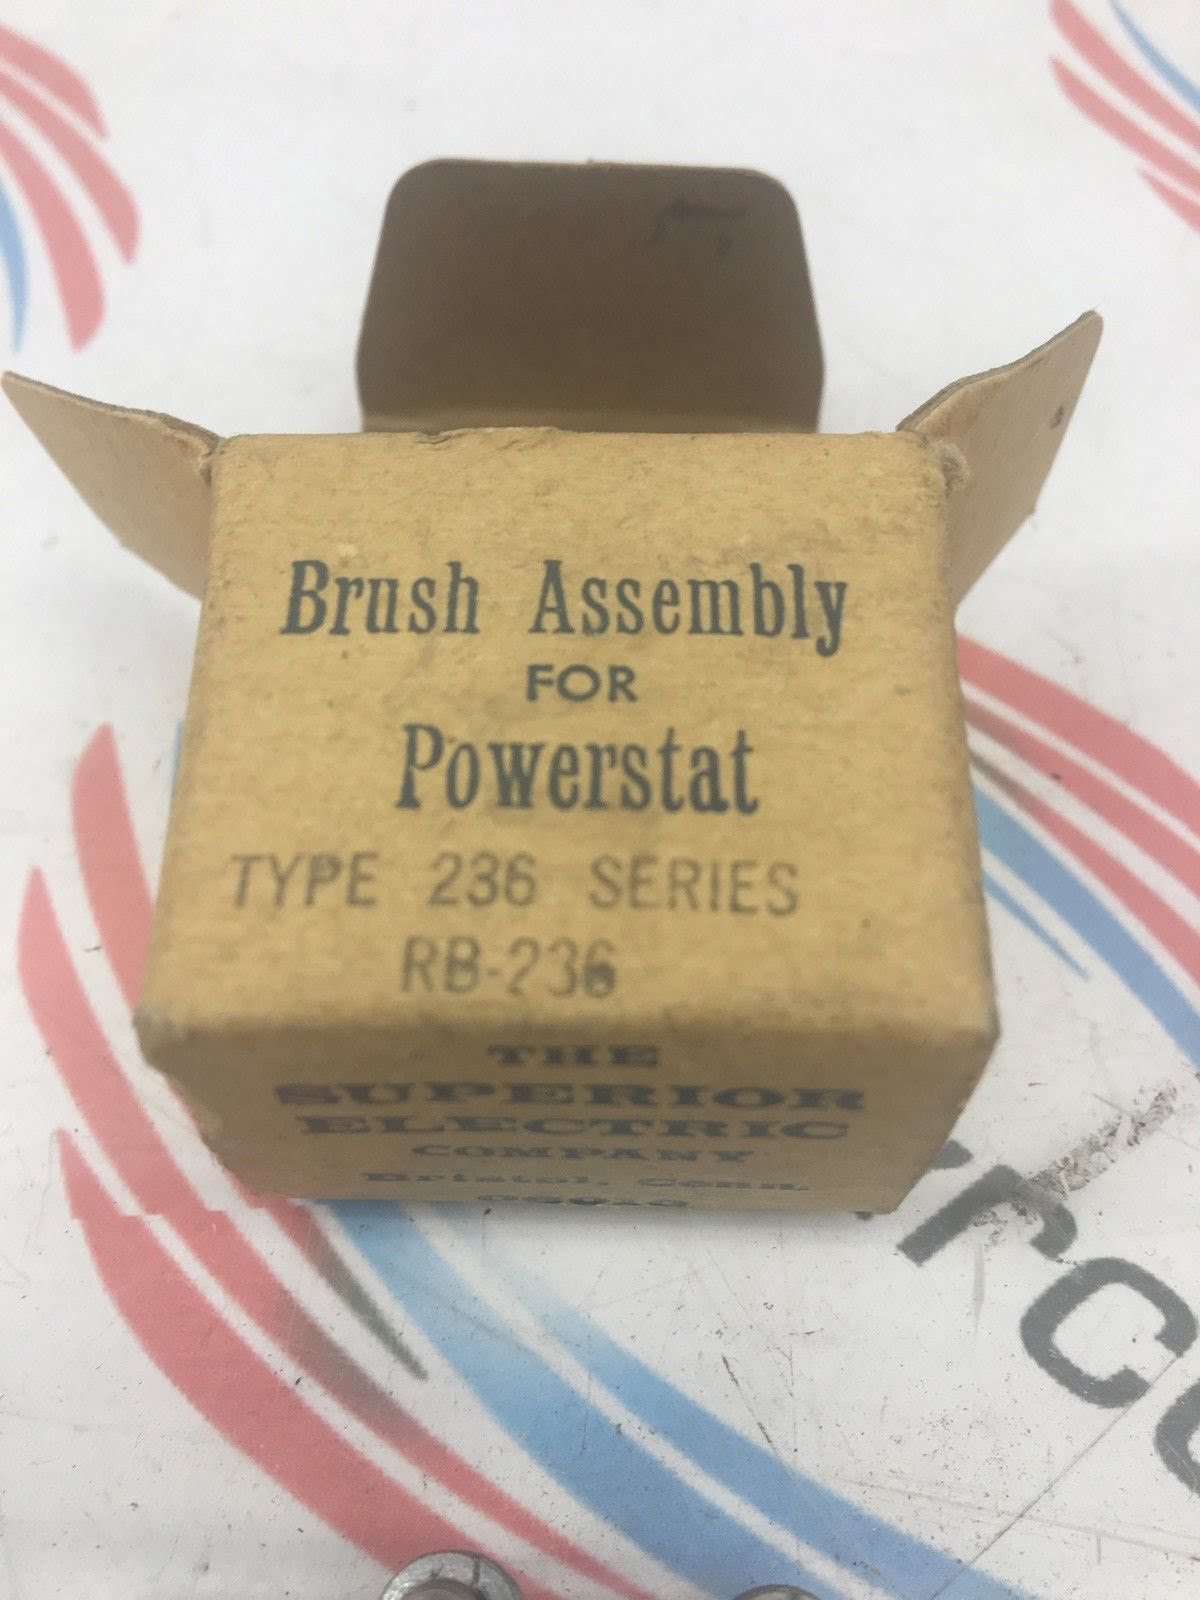 Brush Assembly
FOR
Powerstat
TYPE 236 SERIES
RB-236
THE
SUPERIOR
ELECTRIC
COMPANY
Bristol, Conn.